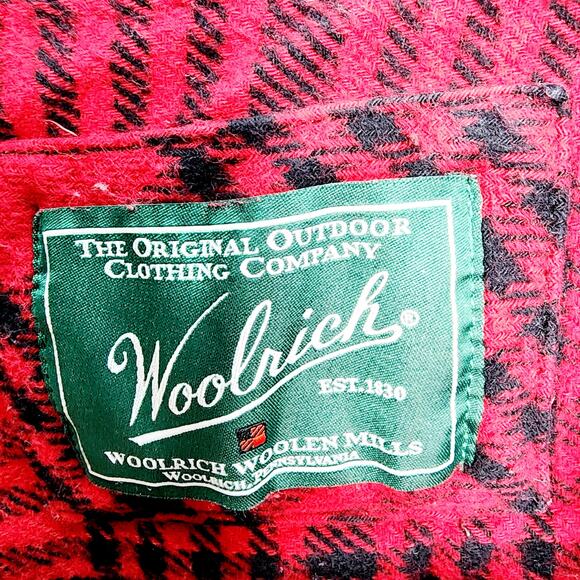 THE ORIGINAL OUTDOOR
CLOTHING COMPANY
Woolrich®
EST. 1830
WOOLRICH WOOLEN MILLS
WOOLRICH, PENNSYLVANIA